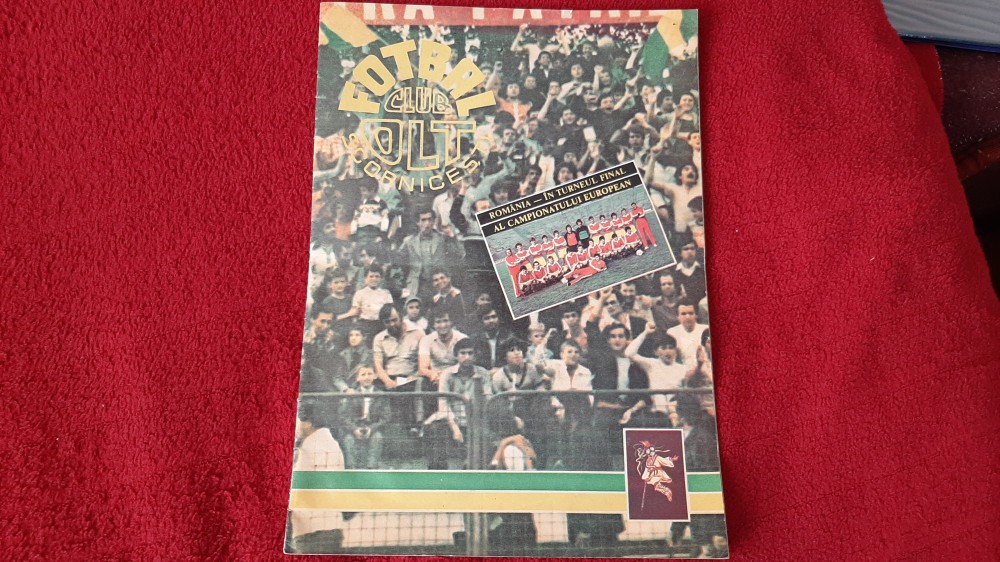 FOTBAL
CLUB
OLT
SCORNICEȘTI
ROMÂNIA — ÎN TURNEUL FINAL
AL CAMPIONATULUI EUROPEAN